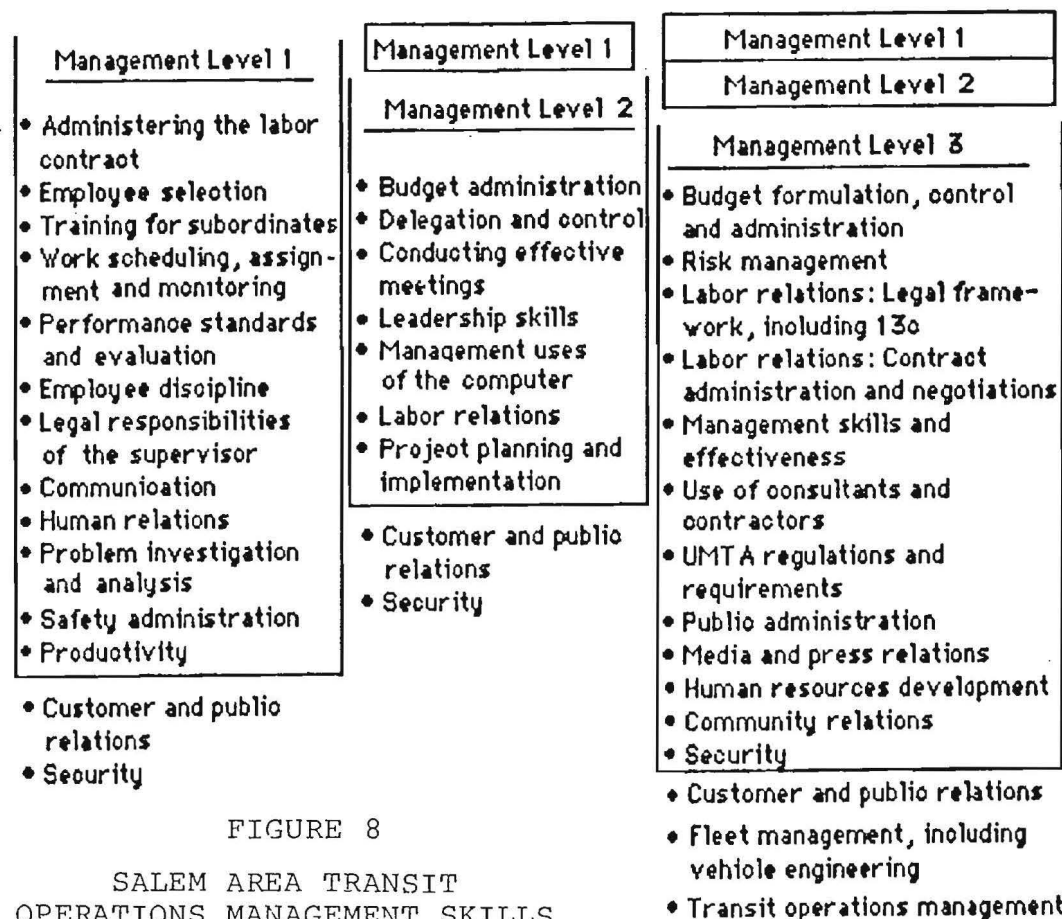 Management Level 1
• Administering the labor
contract
• Employee selection
• Training for subordinates
• Work scheduling, assign-
ment and monitoring
• Performance standards
and evaluation
• Employee discipline
• Legal responsibilities
of the supervisor
• Communication
• Human relations
• Problem investigation
and analysis
• Safety administration
• Productivity
• Customer and public
relations
• Security
Management Level 1
Management Level 2
• Budget administration
• Delegation and control
• Conducting effective
meetings
• Leadership skills
• Management uses
of the computer
• Labor relations
• Project planning and
implementation
• Customer and public
relations
• Security
Management Level 1
Management Level 2
Management Level 3
• Budget formulation, control
and administration
• Risk management
• Labor relations: Legal frame-
work, including 13c
• Labor relations: Contract
administration and negotiations
• Management skills and
effectiveness
• Use of consultants and
contractors
• UMTA regulations and
requirements
• Public administration
• Media and press relations
• Human resources development
• Community relations
• Security
• Customer and public relations
• Fleet management, including
vehicle engineering
• Transit operations management
FIGURE 8
SALEM AREA TRANSIT
OPERATIONS MANAGEMENT SKILLS